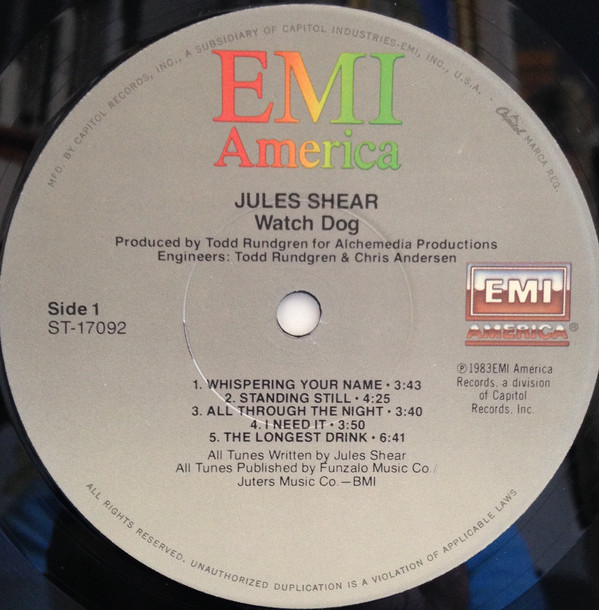 MFD. BY CAPITOL RECORDS, INC., A SUBSIDIARY OF CAPITOL INDUSTRIES-EMI, INC., U.S.A. . Capitol MARCA REG.
EMI
America
JULES SHEAR
Watch Dog
Produced by Todd Rundgren for Alchemedia Productions
Engineers: Todd Rundgren & Chris Andersen
Side 1
ST-17092
EMI
AMERICA®
℗1983EMI America
Records, a division
of Capitol
Records, Inc.
1. WHISPERING YOUR NAME • 3:43
2. STANDING STILL • 4:25
3. ALL THROUGH THE NIGHT • 3:40
4. I NEED IT • 3:50
5. THE LONGEST DRINK • 6:41
All Tunes Written by Jules Shear
All Tunes Published by Funzalo Music Co./
Juters Music Co.—BMI
ALL RIGHTS RESERVED. UNAUTHORIZED DUPLICATION IS A VIOLATION OF APPLICABLE LAWS